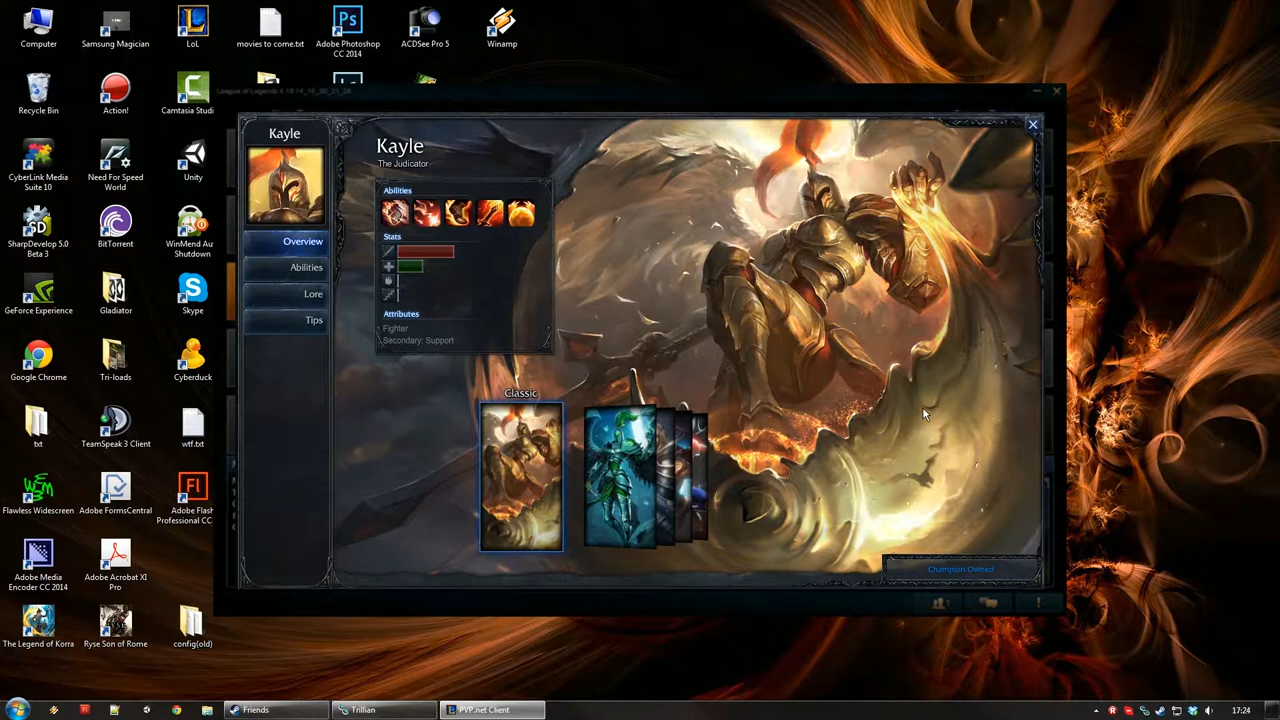 Computer
Samsung Magician
LoL
movies to come.txt
Adobe Photoshop
CC 2014
ACDSee Pro 5
Winamp
Recycle Bin
Action!
Camtasia Studi
CyberLink Media
Suite 10
Need For Speed
World
Unity
SharpDevelop 5.0
Beta 3
BitTorrent
WinMend Au
Shutdown
GeForce Experience
Gladiator
Skype
Google Chrome
Tri-loads
Cyberduck
txt
TeamSpeak 3 Client
wtf.txt
Flawless Widescreen
Adobe FormsCentral
Adobe Flash
Professional CC
Adobe Media
Encoder CC 2014
Adobe Acrobat XI
Pro
The Legend of Korra
Ryse Son of Rome
config(old)
Kayle
Overview
Abilities
Lore
Tips
Kayle
The Judicator
Abilities
Stats
Attributes
Fighter
Secondary: Support
Classic
Champion Owned
Friends
Trillian
PVP.net Client
17:24